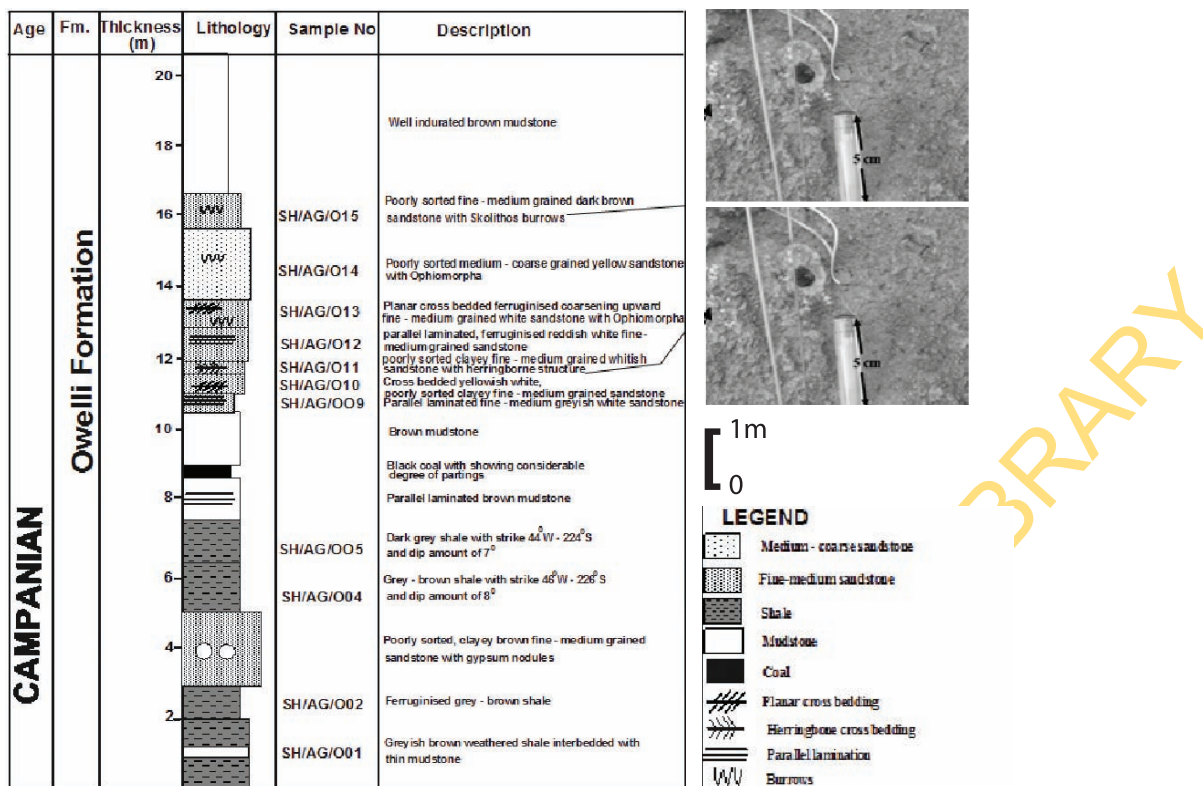 Age Fm. Thickness (m) Lithology Sample No Description
20
Well indurated brown mudstone
18
Poorly sorted fine - medium grained dark brown
sandstone with Skolithos burrows
16
SH/AG/O15
Poorly sorted medium - coarse grained yellow sandstone
with Ophiomorpha
SH/AG/O14
14
Planar cross bedded ferruginised coarsening upward
fine - medium grained white sandstone with Ophiomorpha
SH/AG/O13
parallel laminated, ferruginised reddish white fine -
medium grained sandstone
SH/AG/O12
12
poorly sorted clayey fine - medium grained whitish
sandstone with herringborne structure
SH/AG/O11
Cross bedded yellowish white,
poorly sorted clayey fine - medium grained sandstone
SH/AG/O10
Parallel laminated fine - medium greyish white sandstone
SH/AG/OO9
10
Brown mudstone
Black coal with showing considerable
degree of partings
8
Parallel laminated brown mudstone
Dark grey shale with strike 44⁰W - 224⁰S
and dip amount of 7⁰
SH/AG/OO5
6
Grey - brown shale with strike 46⁰W - 226⁰S
and dip amount of 8⁰
SH/AG/O04
4
Poorly sorted, clayey brown fine - medium grained
sandstone with gypsum nodules
Ferruginised grey - brown shale
SH/AG/O02
2
Greyish brown weathered shale interbedded with
thin mudstone
SH/AG/O01
CAMPANIAN
Owelli Formation
5 cm
5 cm
1m
0
LEGEND
Medium - coarse sandstone
Fine-medium sandstone
Shale
Mudstone
Coal
Planar cross bedding
Herringbone cross bedding
Parallel lamination
Burrows
BRARY